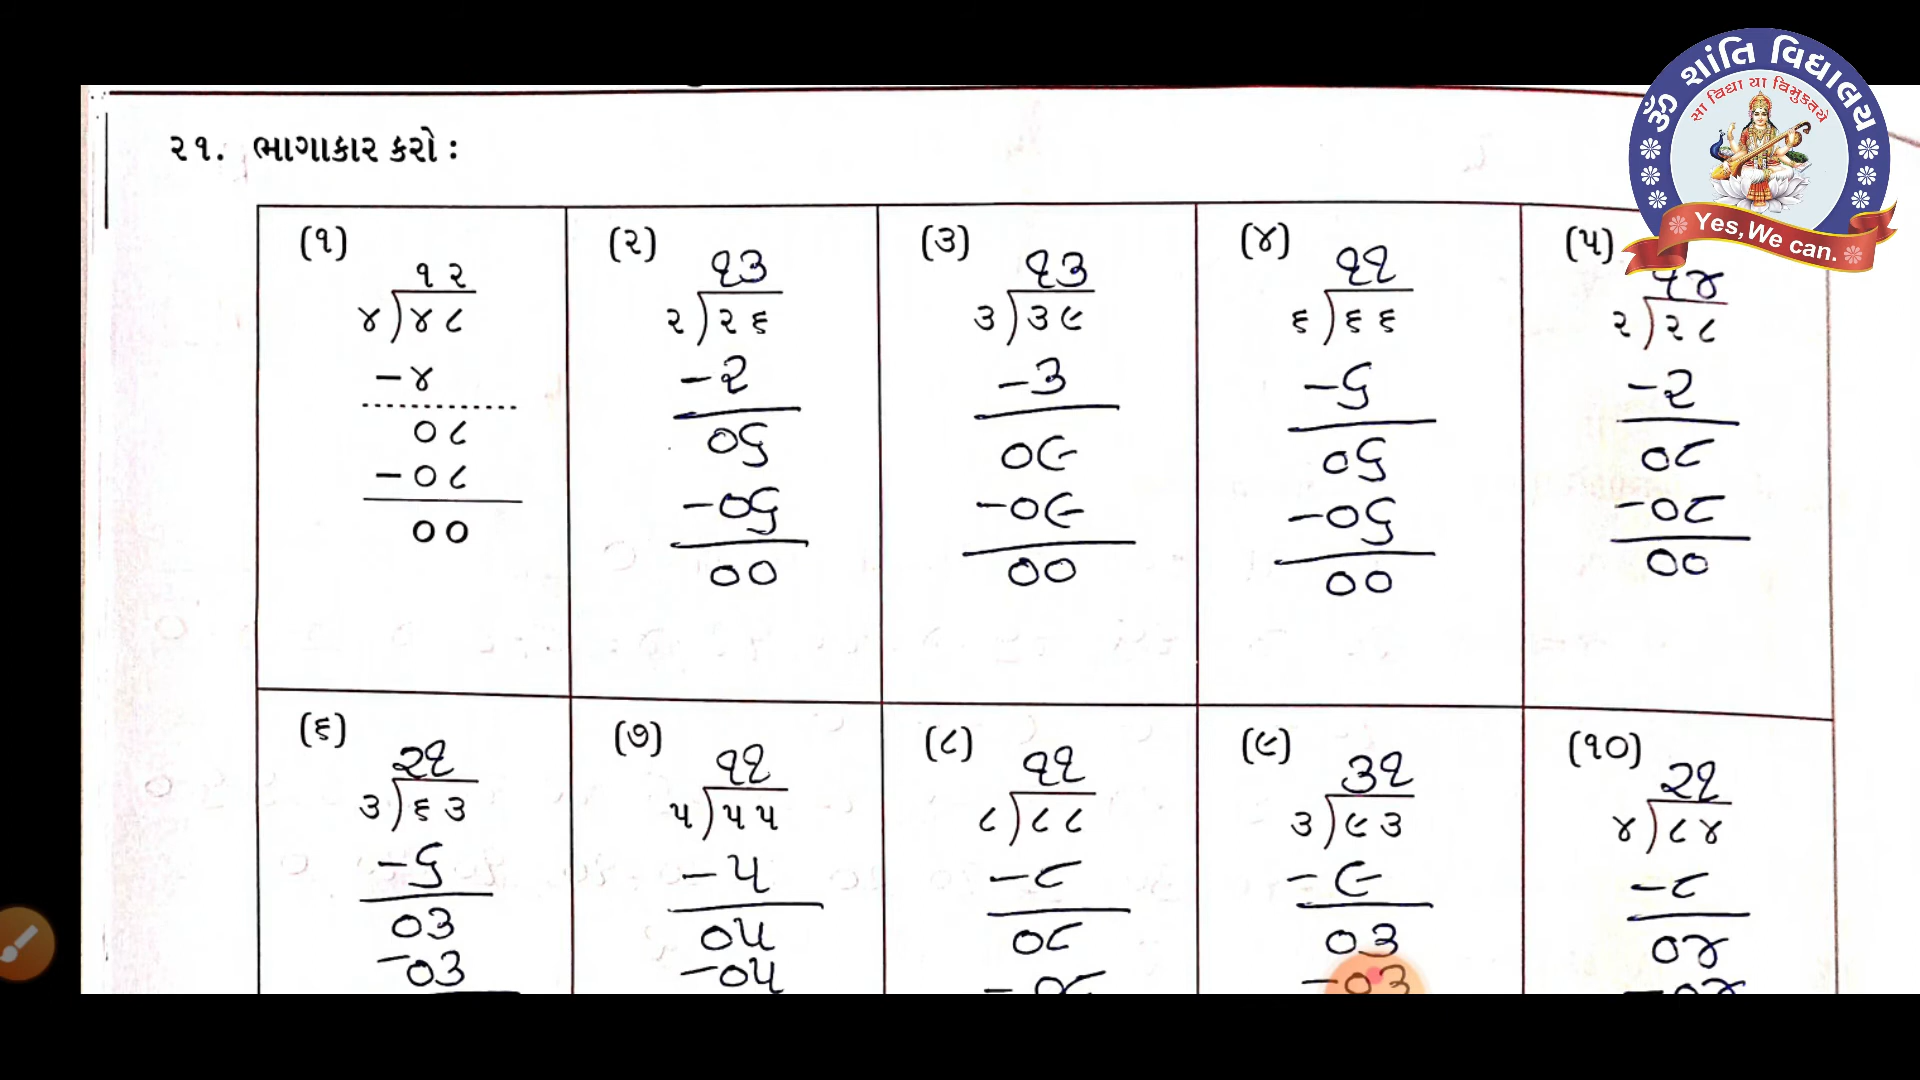 ૐ શાંતિ વિદ્યાલય
સા વિદ્યા યા વિમુક્તયે
Yes, We can.
૨૧. ભાગાકાર કરો :
(૧) (૨) (૩) (૪) (૫)
૧૨ ૧૩ ૧૩ ૧૧ ૧૪
૪)૪૮ ૨)૨૬ ૩)૩૯ ૬)૬૬ ૨)૨૮
-૪ -૨ -૩ -૬ -૨
૦૮ ૦૬ ૦૯ ૦૬ ૦૮
-૦૮ -૦૬ -૦૯ -૦૬ -૦૮
૦૦ ૦૦ ૦૦ ૦૦ ૦૦
(૬) (૭) (૮) (૯) (૧૦)
૨૧ ૧૧ ૧૧ ૩૧ ૨૧
૩)૬૩ ૫)૫૫ ૮)૮૮ ૩)૯૩ ૪)૮૪
-૬ -૫ -૮ -૯ -૮
૦૩ ૦૫ ૦૮ ૦૩ ૦૪
-૦૩ -૦૫ -૦૮ -૦૩ -૦૪